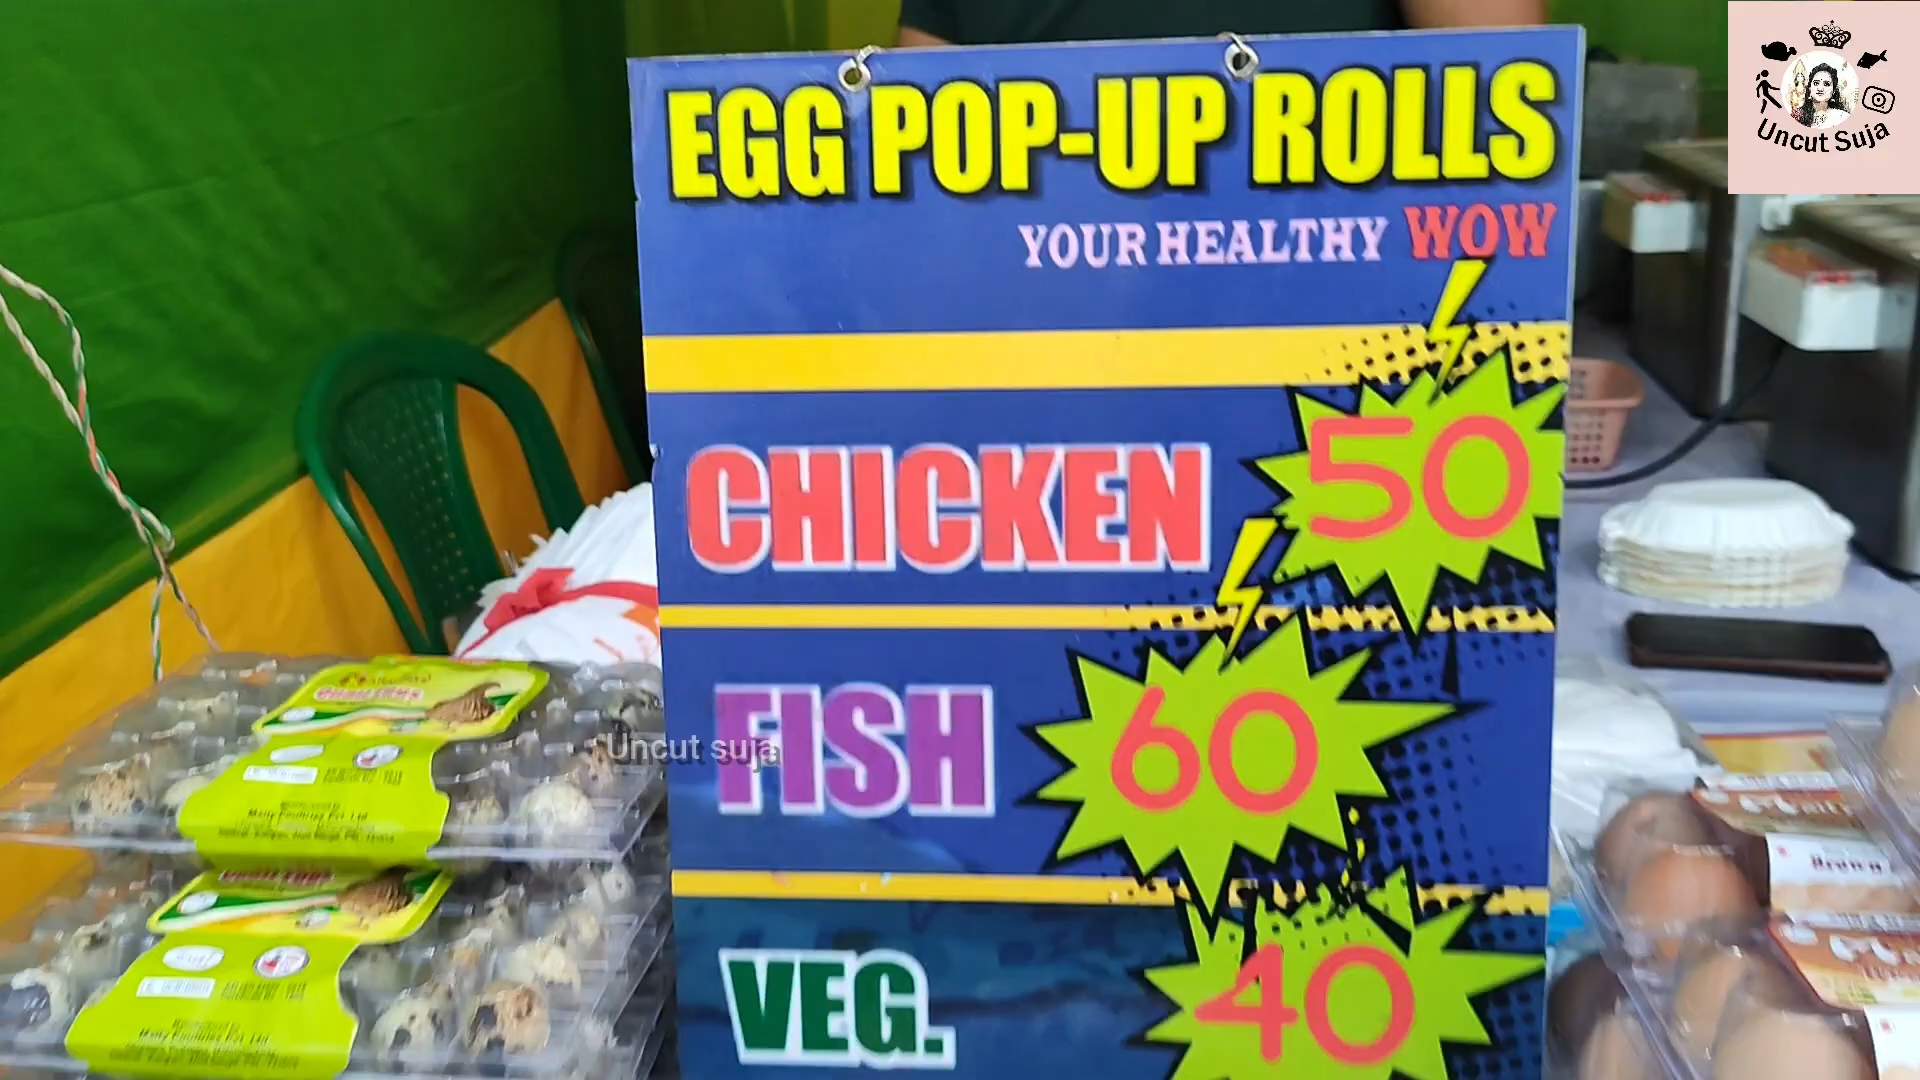 EGG POP-UP ROLLS
YOUR HEALTHY WOW
CHICKEN 50
FISH 60
VEG. 40
Uncut Suja
Uncut suja